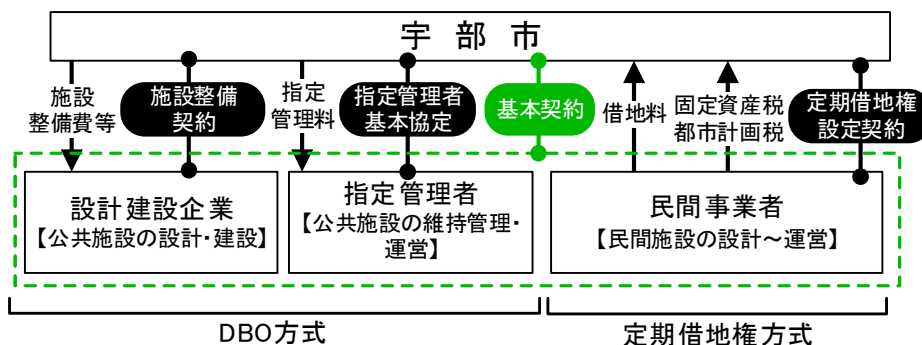 宇部市
施設
整備費等
施設整備
契約
指定
管理料
指定管理者
基本協定
基本契約
借地料
固定資産税
都市計画税
定期借地権
設定契約
設計建設企業
【公共施設の設計・建設】
指定管理者
【公共施設の維持管理・
運営】
民間事業者
【民間施設の設計～運営】
DBO方式
定期借地権方式